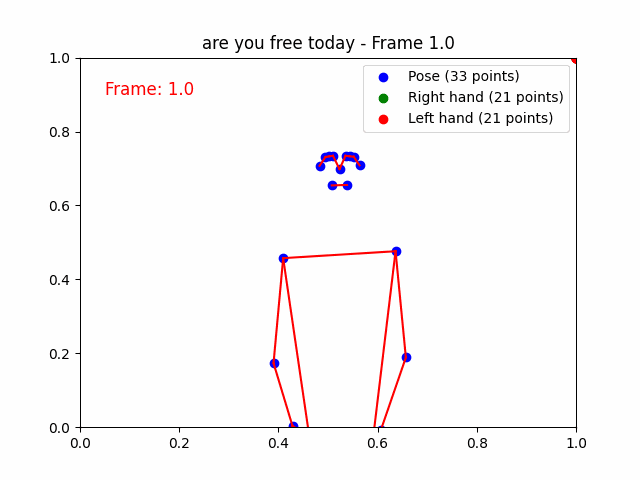 are you free today - Frame 1.0
Frame: 1.0
Pose (33 points)
Right hand (21 points)
Left hand (21 points)
1.0
0.8
0.6
0.4
0.2
0.0
0.0 0.2 0.4 0.6 0.8 1.0